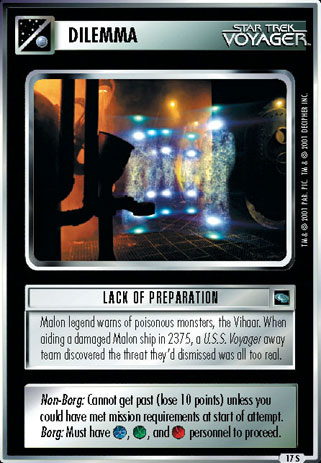 DILEMMA
STAR TREK
VOYAGER™
TM & © 2001 PAR. PIC. TM & © 2001 DECIPHER INC.
LACK OF PREPARATION
Malon legend warns of poisonous monsters, the Vihaar. When
aiding a damaged Malon ship in 2375, a U.S.S. Voyager away
team discovered the threat they'd dismissed was all too real.
Non-Borg: Cannot get past (lose 10 points) unless you
could have met mission requirements at start of attempt.
Borg: Must have , , and personnel to proceed.
17 S